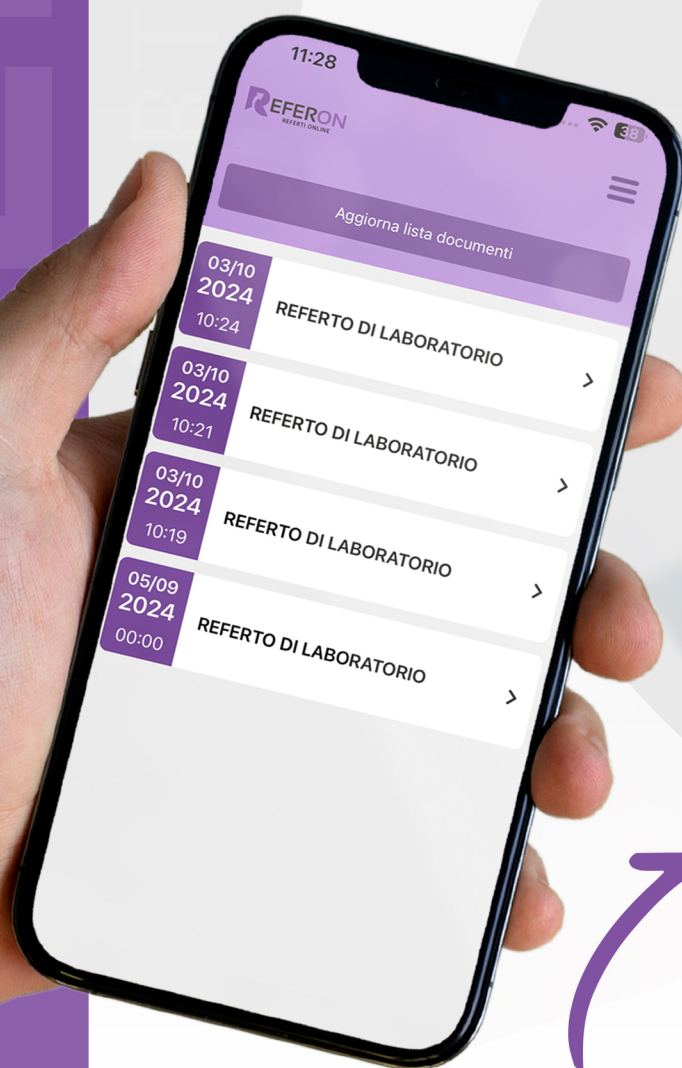 11:28
38
REFERON
REFERTI ONLINE
Aggiorna lista documenti
03/10
2024
10:24
REFERTO DI LABORATORIO
03/10
2024
10:21
REFERTO DI LABORATORIO
03/10
2024
10:19
REFERTO DI LABORATORIO
05/09
2024
00:00
REFERTO DI LABORATORIO